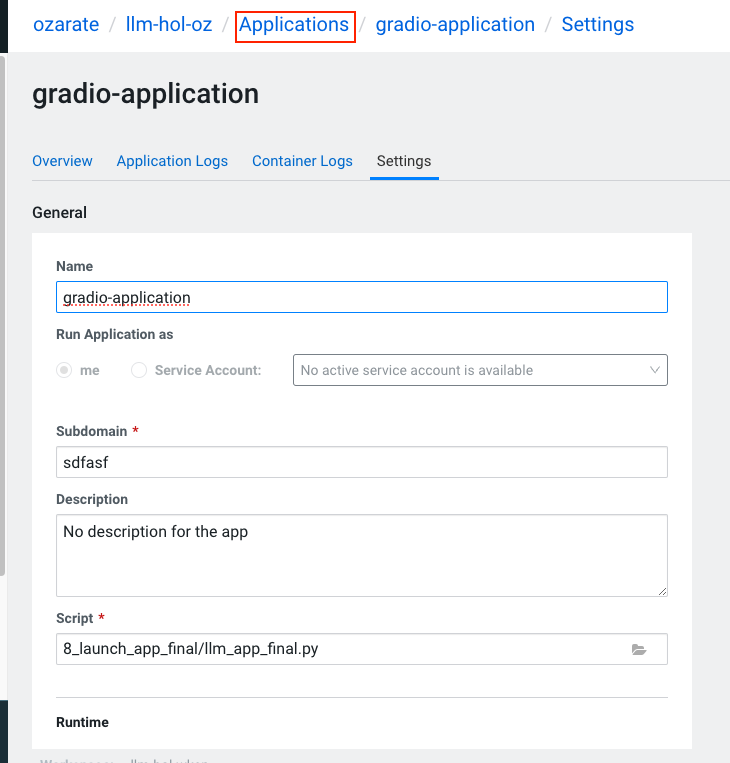 ozarate / llm-hol-oz / Applications / gradio-application / Settings
gradio-application
Overview Application Logs Container Logs Settings
General
Name
gradio-application
Run Application as
me Service Account: No active service account is available
Subdomain *
sdfasf
Description
No description for the app
Script *
8_launch_app_final/llm_app_final.py
Runtime